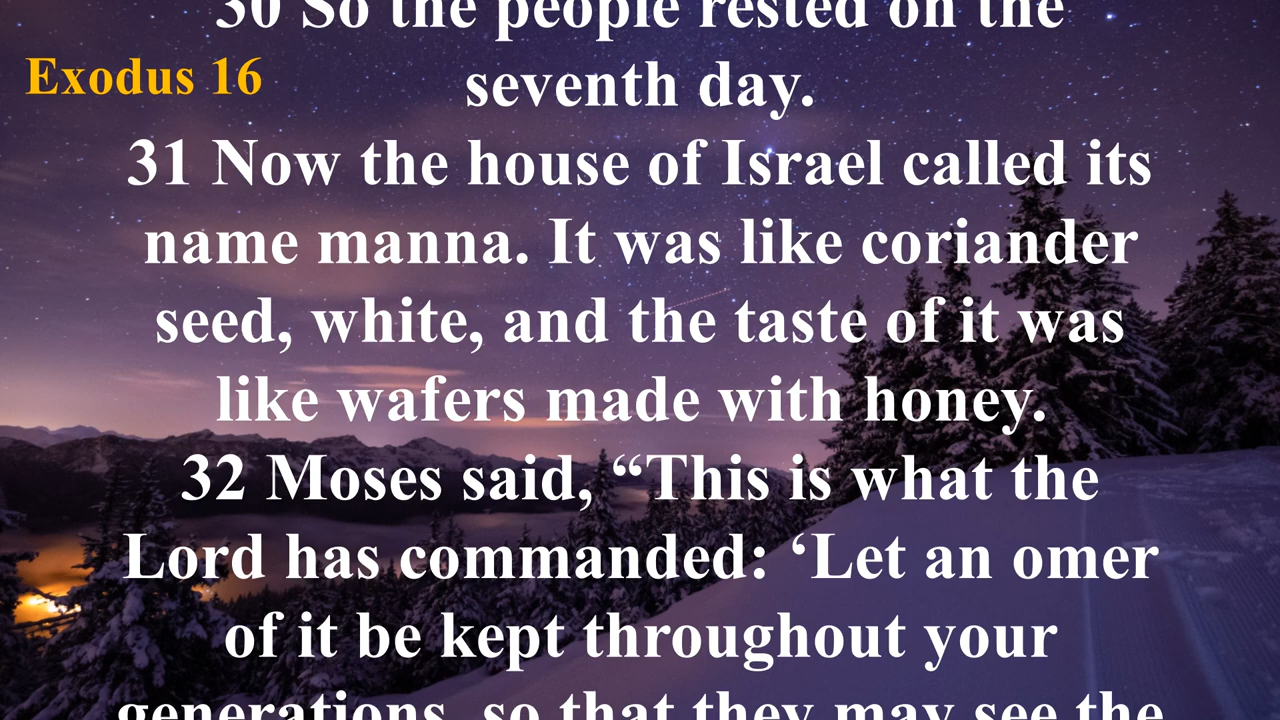 30 So the people rested on the
Exodus 16
seventh day.
31 Now the house of Israel called its
name manna. It was like coriander
seed, white, and the taste of it was
like wafers made with honey.
32 Moses said, “This is what the
Lord has commanded: ‘Let an omer
of it be kept throughout your
generations, so that they may see the